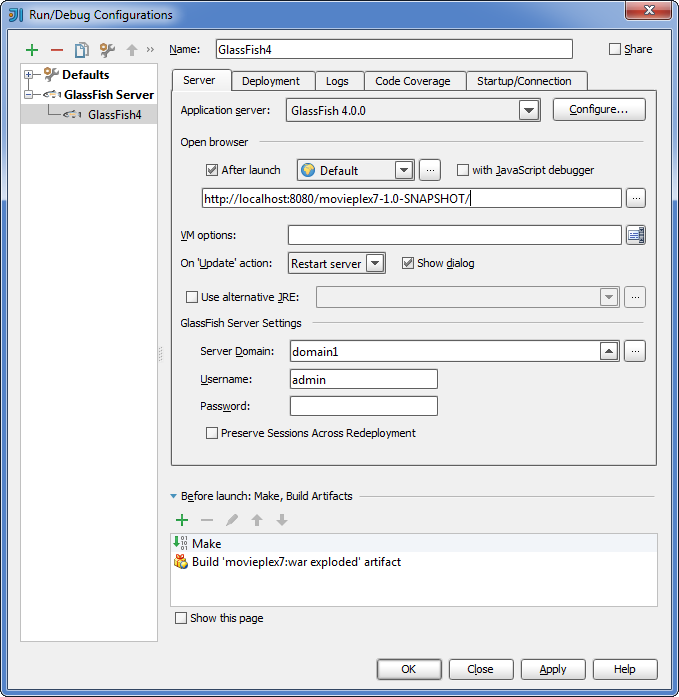 Run/Debug Configurations
Name: GlassFish4 Share
Defaults
GlassFish Server
GlassFish4
Server Deployment Logs Code Coverage Startup/Connection
Application server: GlassFish 4.0.0 Configure...
Open browser
After launch Default ... with JavaScript debugger
http://localhost:8080/movieplex7-1.0-SNAPSHOT/ ...
VM options:
On 'Update' action: Restart server Show dialog
Use alternative JRE: ...
GlassFish Server Settings
Server Domain: domain1 ...
Username: admin
Password:
Preserve Sessions Across Redeployment
Before launch: Make, Build Artifacts
Make
Build 'movieplex7:war exploded' artifact
Show this page
OK Close Apply Help